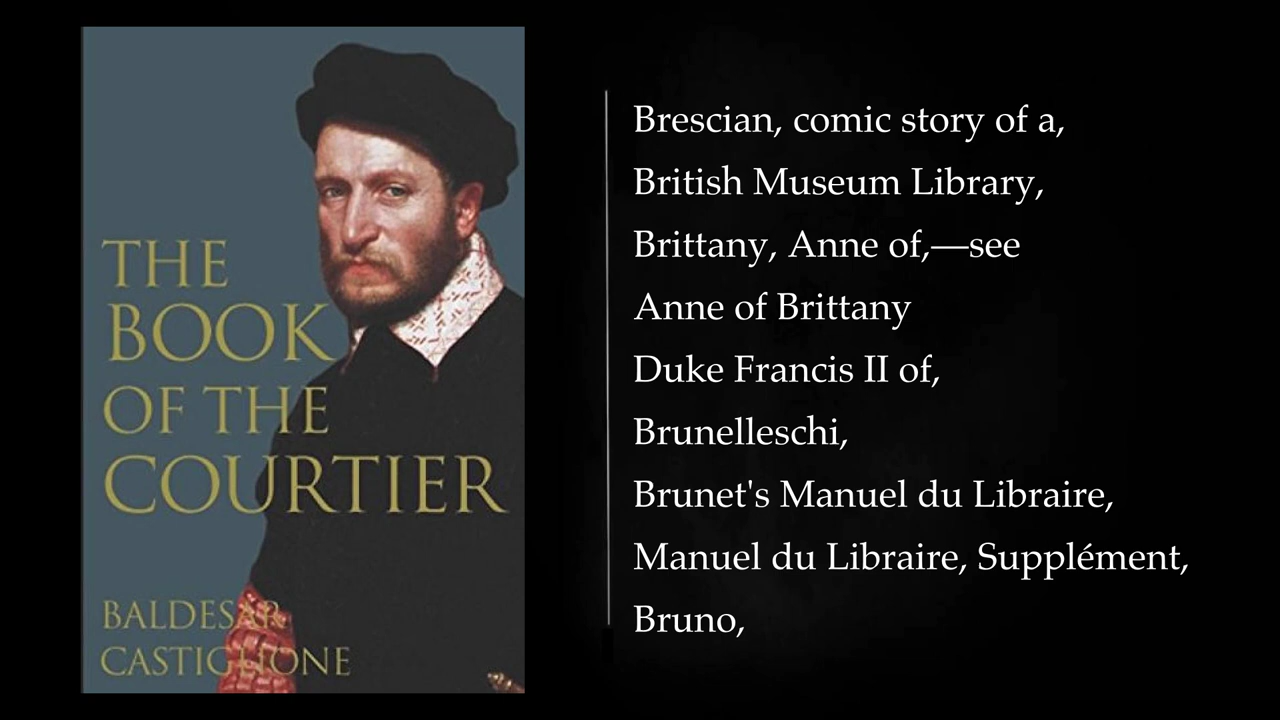 THE
BOOK
OF THE
COURTIER
BALDESAR
CASTIGLIONE
Brescian, comic story of a,
British Museum Library,
Brittany, Anne of,—see
Anne of Brittany
Duke Francis II of,
Brunelleschi,
Brunet's Manuel du Libraire,
Manuel du Libraire, Supplément,
Bruno,